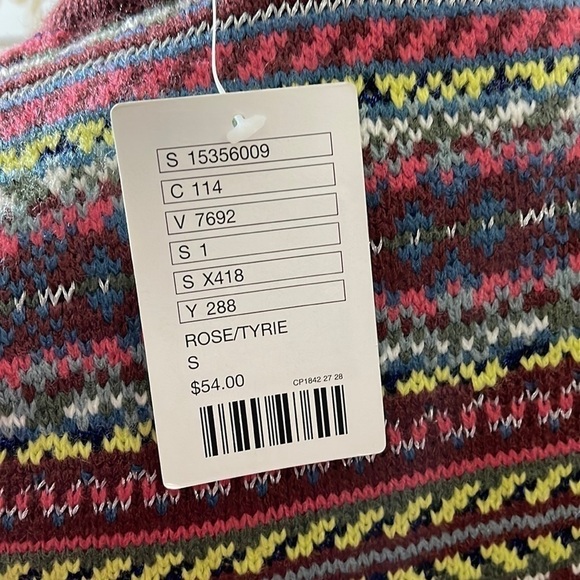 S 15356009
C 114
V 7692
S 1
S X418
Y 288
ROSE/TYRIE
S
$54.00
CP1842 27 28